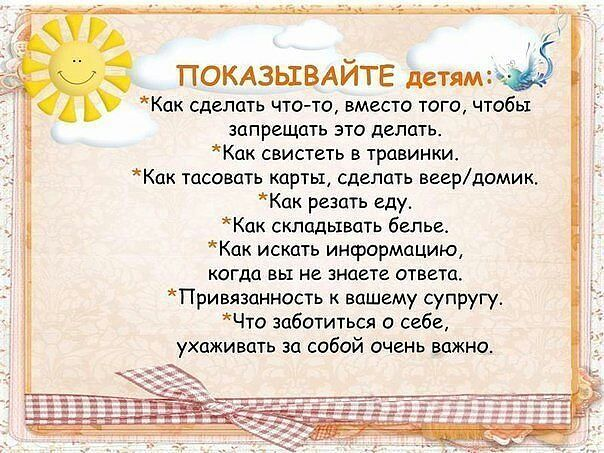 ПОКАЗЫВАЙТЕ детям:
*Как сделать что-то, вместо того, чтобы
запрещать это делать.
*Как свистеть в травинки.
*Как тасовать карты, сделать веер/домик.
*Как резать еду.
*Как складывать белье.
*Как искать информацию,
когда вы не знаете ответа.
*Привязанность к вашему супругу.
*Что заботиться о себе,
ухаживать за собой очень важно.